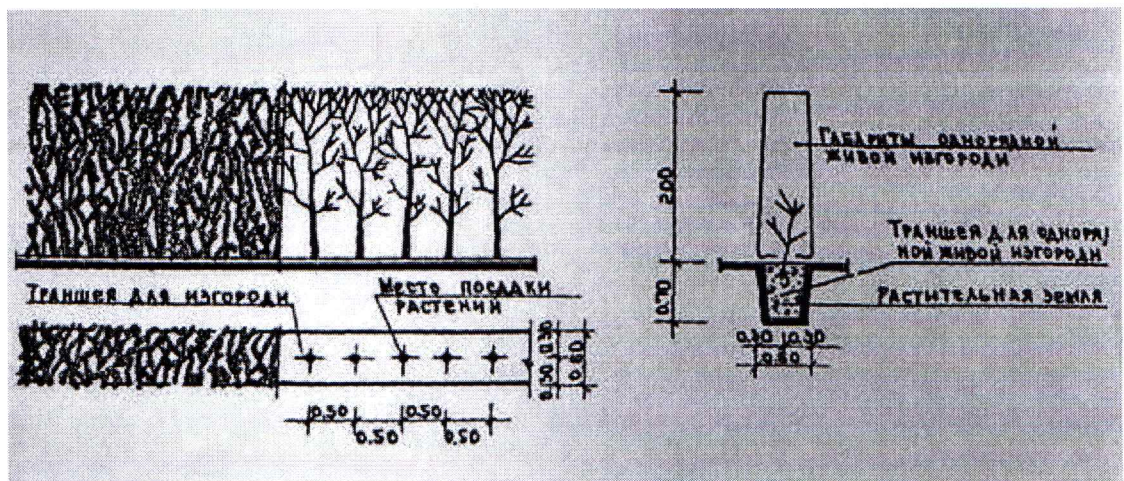 Траншея для изгороди
Место посадки
растений
0.30
0.30
0.60
0.50
0.50
0.50
0.50
2.00
0.70
Габариты однорядной
живой изгороди
Траншея для одноряд
ной живой изгороди
Растительная земля
0.30
0.30
0.60